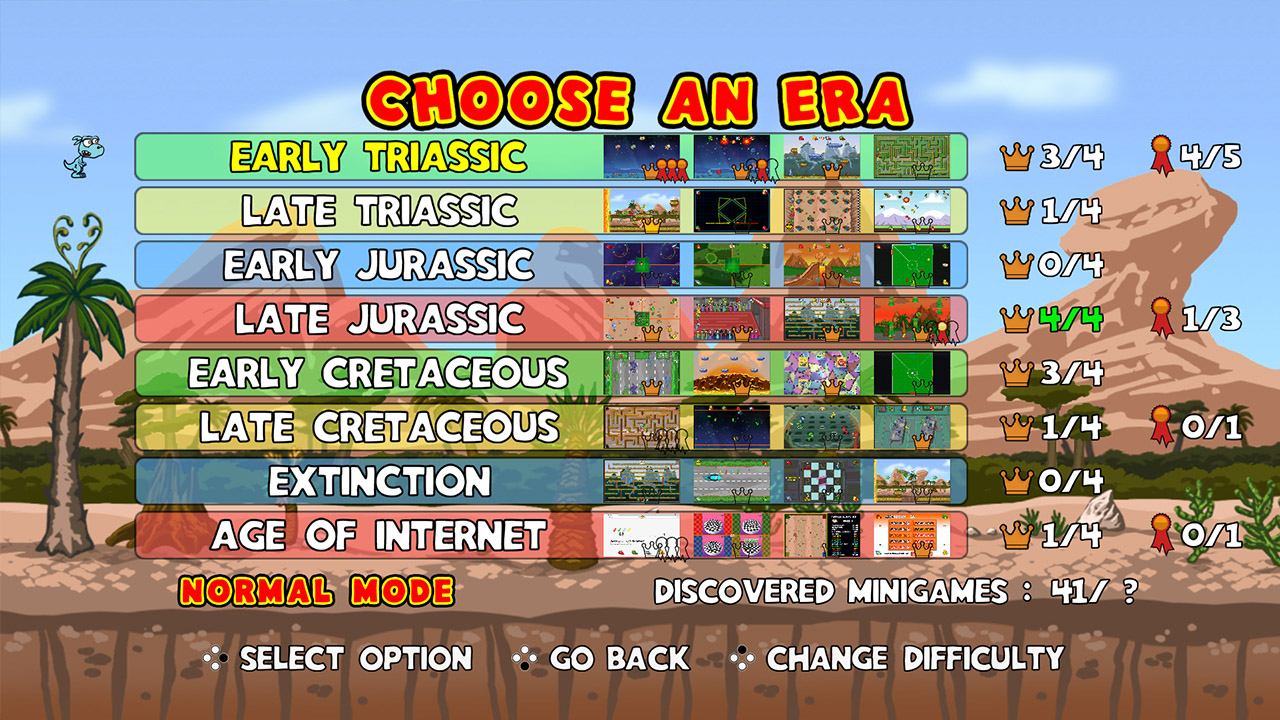 CHOOSE AN ERA
EARLY TRIASSIC 3/4 4/5
LATE TRIASSIC 1/4
EARLY JURASSIC 0/4
LATE JURASSIC 4/4 1/3
EARLY CRETACEOUS 3/4
LATE CRETACEOUS 1/4 0/1
EXTINCTION 0/4
AGE OF INTERNET 1/4 0/1
NORMAL MODE DISCOVERED MINIGAMES : 41/ ?
SELECT OPTION GO BACK CHANGE DIFFICULTY